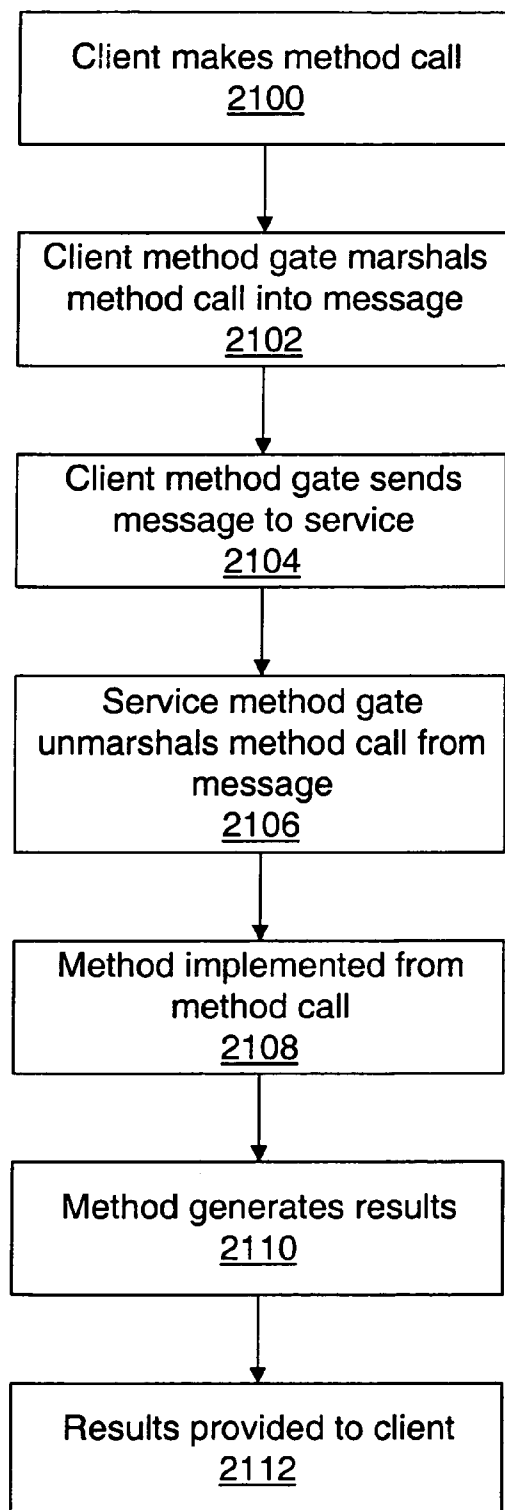 Client makes method call
2100
Client method gate marshals
method call into message
2102
Client method gate sends
message to service
2104
Service method gate
unmarshals method call from
message
2106
Method implemented from
method call
2108
Method generates results
2110
Results provided to client
2112